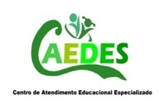 CAEDES
Centro de Atendimento Educacional Especializado